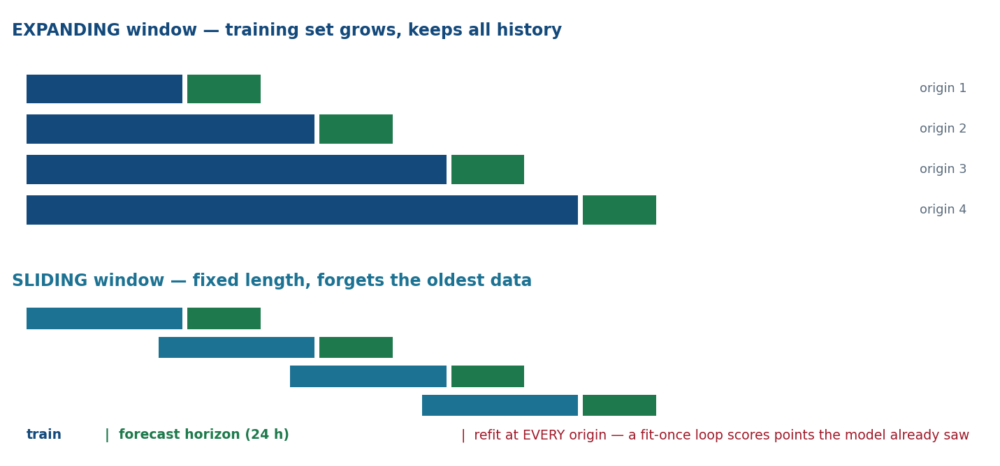 EXPANDING window — training set grows, keeps all history
origin 1
origin 2
origin 3
origin 4
SLIDING window — fixed length, forgets the oldest data
train | forecast horizon (24 h) | refit at EVERY origin — a fit-once loop scores points the model already saw